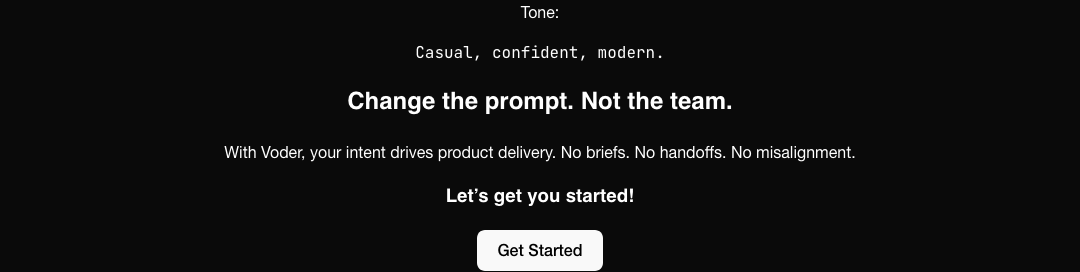 Tone:
Casual, confident, modern.
Change the prompt. Not the team.
With Voder, your intent drives product delivery. No briefs. No handoffs. No misalignment.
Let’s get you started!
Get Started